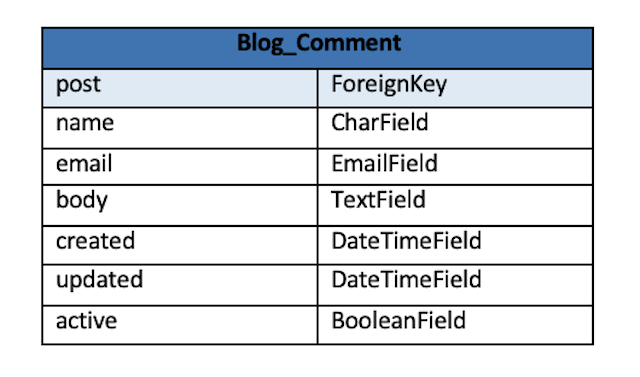 Blog_Comment
post ForeignKey
name CharField
email EmailField
body TextField
created DateTimeField
updated DateTimeField
active BooleanField